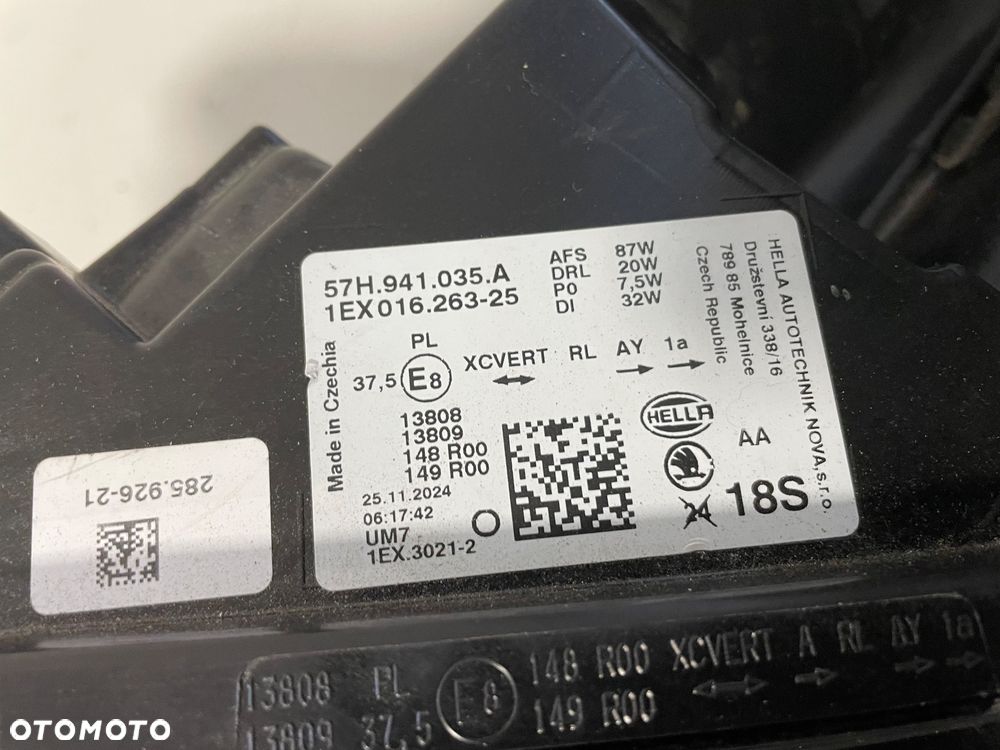 57H.941.035.A
1EX 016.263-25
AFS 87W
DRL 20W
P0 7,5W
DI 32W
HELLA AUTOTECHNIK NOVA,s.r.o.
Družstevní 338/16
789 85 Mohelnice
Czech Republic
Made in Czechia
PL
37,5 E8 XCVERT RL AY 1a
13808
13809
148 R00
149 R00
25.11.2024
06:17:42
UM7
1EX.3021-2
HELLA
AA
18S
285.926-21
13808 PL E8 148 R00 XCVERT A RL AY 1a
13809 37,5 149 R00
OTOMOTO